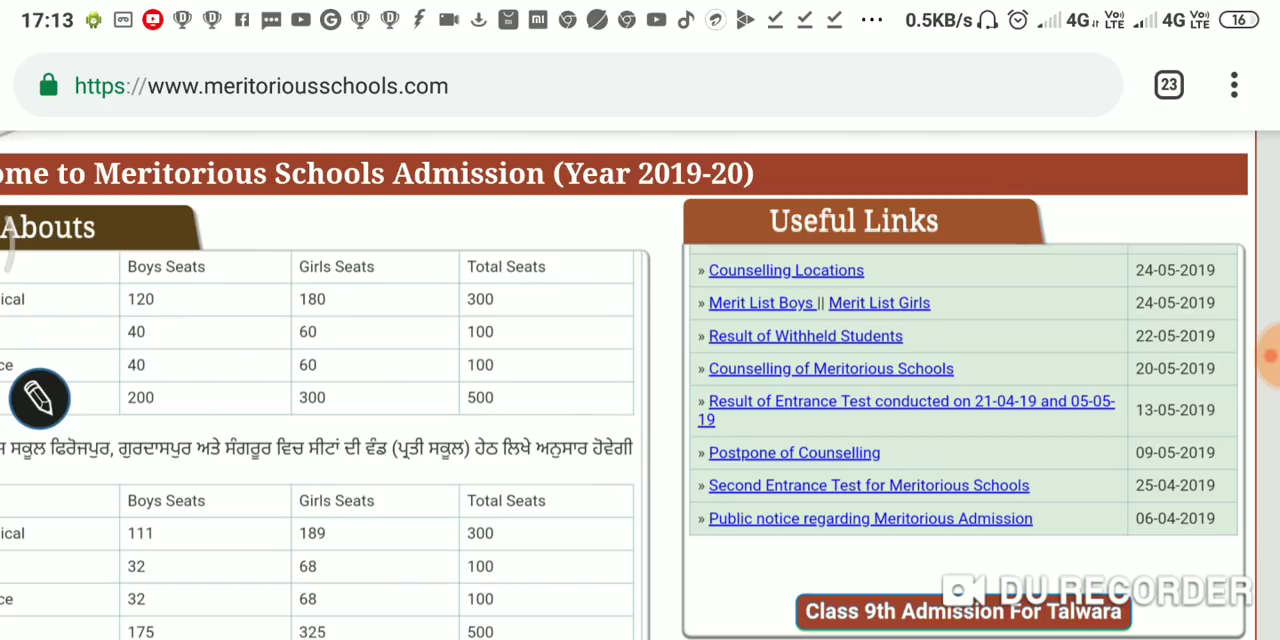 17:13
0.5KB/s
4G
Vo)
LTE
4G
Vo)
LTE
16
https://www.meritoriousschools.com
23
ome to Meritorious Schools Admission (Year 2019-20)
Abouts
Boys Seats Girls Seats Total Seats
ical 120 180 300
40 60 100
ce 40 60 100
200 300 500
ਸਕੂਲ ਫਿਰੋਜਪੁਰ, ਗੁਰਦਾਸਪੁਰ ਅਤੇ ਸੰਗਰੂਰ ਵਿਚ ਸੀਟਾਂ ਦੀ ਵੰਡ (ਪ੍ਰਤੀ ਸਕੂਲ) ਹੇਠ ਲਿਖੇ ਅਨੁਸਾਰ ਹੋਵੇਗੀ
Boys Seats Girls Seats Total Seats
ical 111 189 300
32 68 100
ce 32 68 100
175 325 500
Useful Links
» Counselling Locations 24-05-2019
» Merit List Boys || Merit List Girls 24-05-2019
» Result of Withheld Students 22-05-2019
» Counselling of Meritorious Schools 20-05-2019
» Result of Entrance Test conducted on 21-04-19 and 05-05-
19 13-05-2019
» Postpone of Counselling 09-05-2019
» Second Entrance Test for Meritorious Schools 25-04-2019
» Public notice regarding Meritorious Admission 06-04-2019
Class 9th Admission For Talwara
DU RECORDER